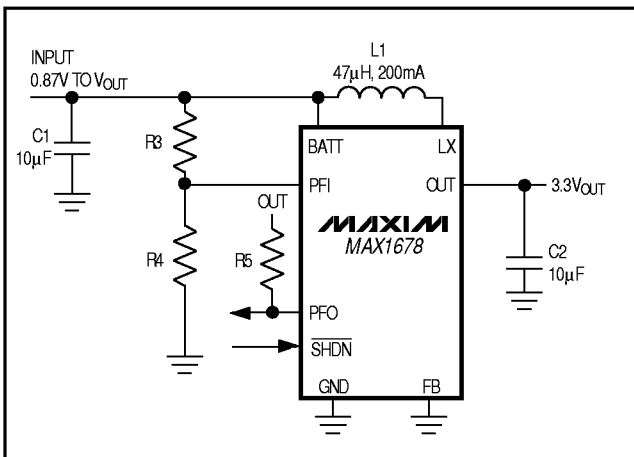 INPUT
0.87V TO VOUT
L1
47µH, 200mA
C1
10µF
R3
BATT
LX
PFI
OUT
OUT
3.3VOUT
MAXIM
MAX1678
R4
R5
C2
10µF
PFO
SHDN
GND
FB